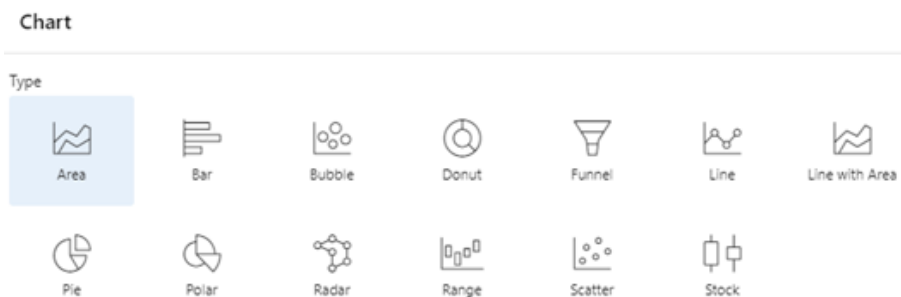 Chart
Type
Area Bar Bubble Donut Funnel Line Line with Area
Pie Polar Radar Range Scatter Stock